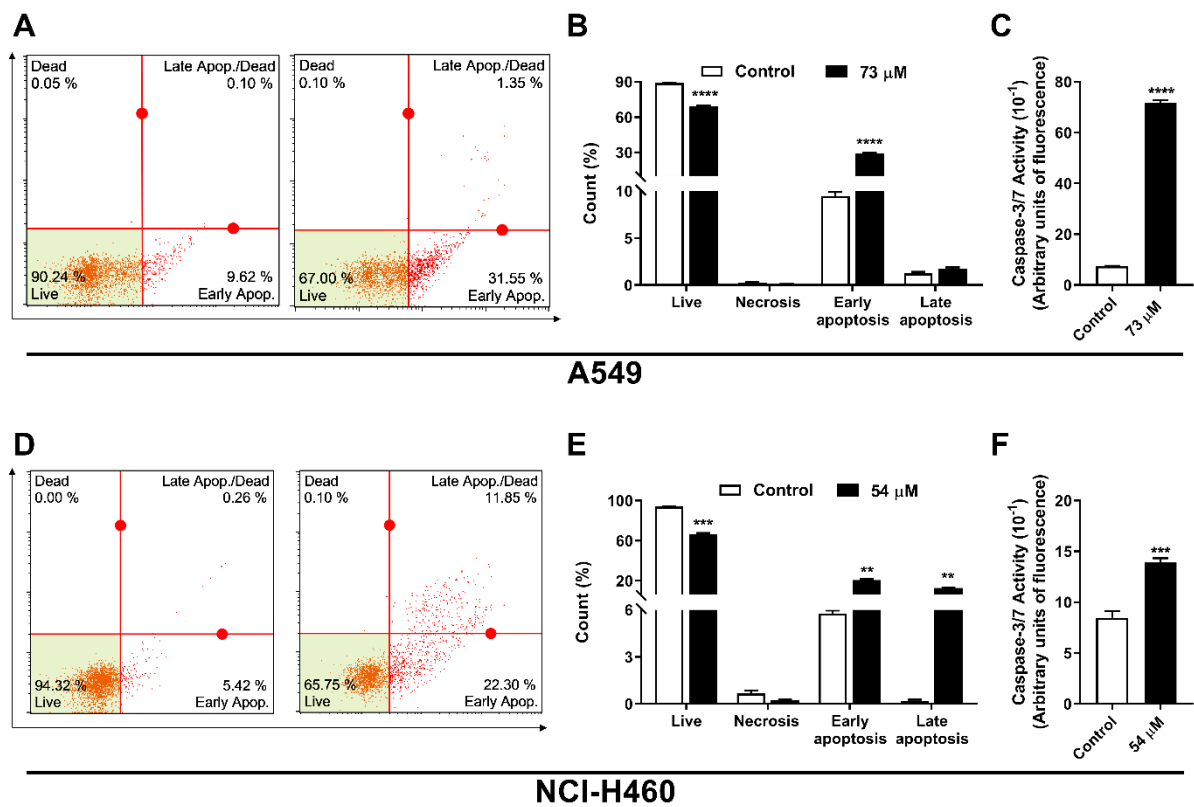 A
Dead
0.05 %
Late Apop./Dead
0.10 %
90.24 %
Live
9.62 %
Early Apop.
Dead
0.10 %
Late Apop./Dead
1.35 %
67.00 %
Live
31.55 %
Early Apop.
B
Control
73 μM
Count (%)
90
60
30
10
5
0
****
****
Live
Necrosis
Early
apoptosis
Late
apoptosis
C
Caspase-3/7 Activity (10⁻¹)
(Arbitrary units of fluorescence)
80
60
40
20
0
****
Control
73 μM
A549
D
Dead
0.00 %
Late Apop./Dead
0.26 %
94.32 %
Live
5.42 %
Early Apop.
Dead
0.10 %
Late Apop./Dead
11.85 %
65.75 %
Live
22.30 %
Early Apop.
E
Control
54 μM
Count (%)
100
60
20
6
3
0
***
**
**
Live
Necrosis
Early
apoptosis
Late
apoptosis
F
Caspase-3/7 Activity (10⁻¹)
(Arbitrary units of fluorescence)
20
15
10
5
0
***
Control
54 μM
NCI-H460